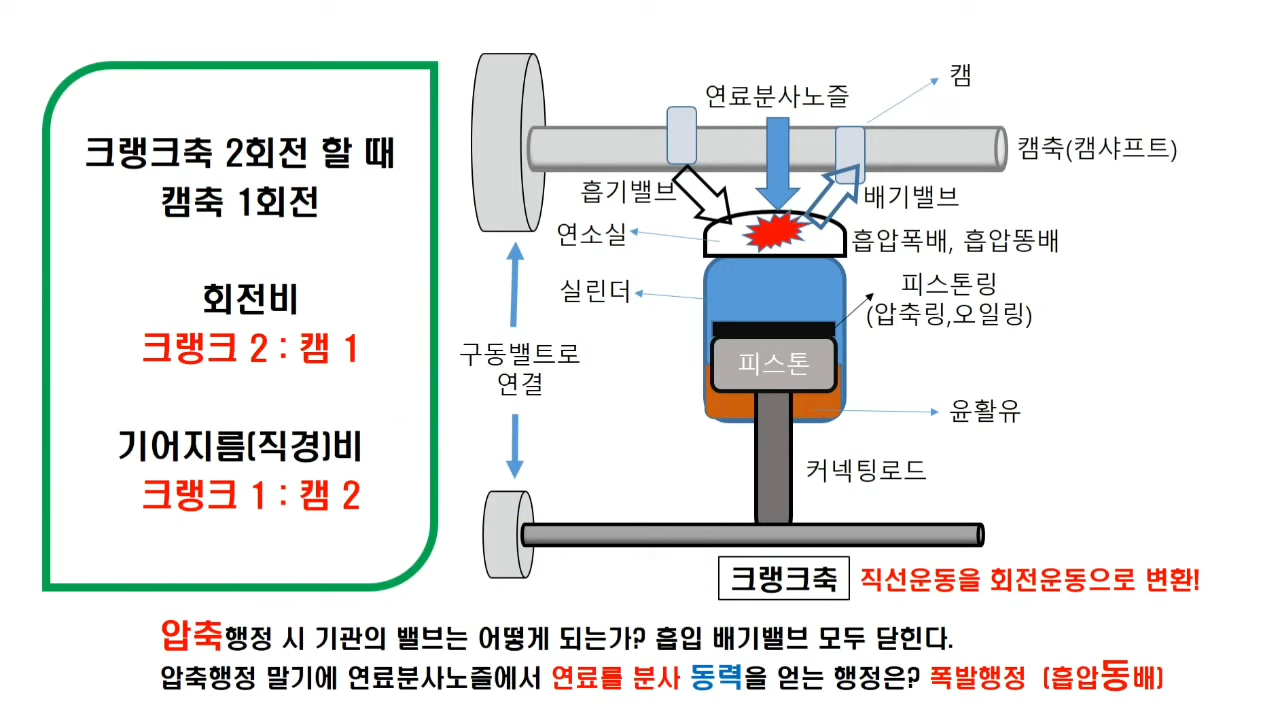 크랭크축 2회전 할 때
캠축 1회전
회전비
크랭크 2 : 캠 1
기어지름(직경)비
크랭크 1 : 캠 2
캠
연료분사노즐
캠축(캠샤프트)
흡기밸브
배기밸브
연소실
흡압폭배, 흡압똥배
실린더
피스톤링
(압축링,오일링)
구동밸트로
연결
피스톤
윤활유
커넥팅로드
크랭크축
직선운동을 회전운동으로 변환!
압축행정 시 기관의 밸브는 어떻게 되는가? 흡입 배기밸브 모두 닫힌다.
압축행정 말기에 연료분사노즐에서 연료를 분사 동력을 얻는 행정은? 폭발행정 (흡압동배)